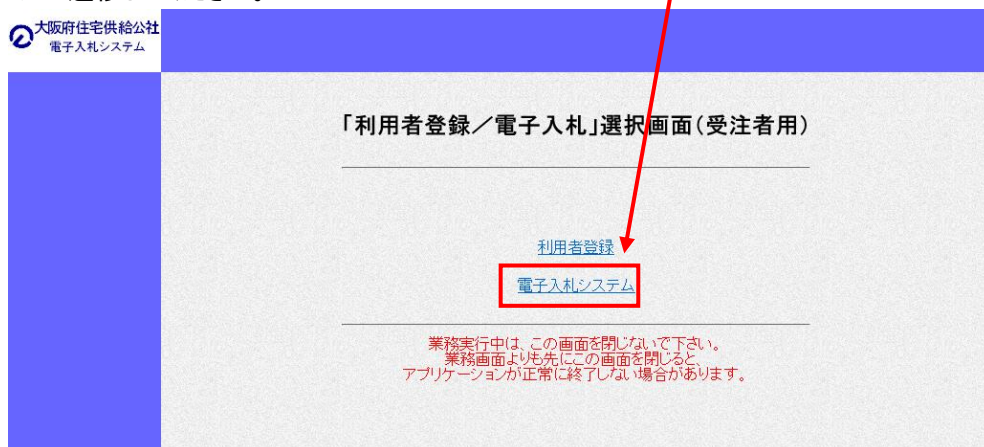 大阪府住宅供給公社
電子入札システム
「利用者登録／電子入札」選択画面(受注者用)
利用者登録
電子入札システム
業務実行中は、この画面を閉じないで下さい。
業務画面よりも先にこの画面を閉じると、
アプリケーションが正常に終了しない場合があります。